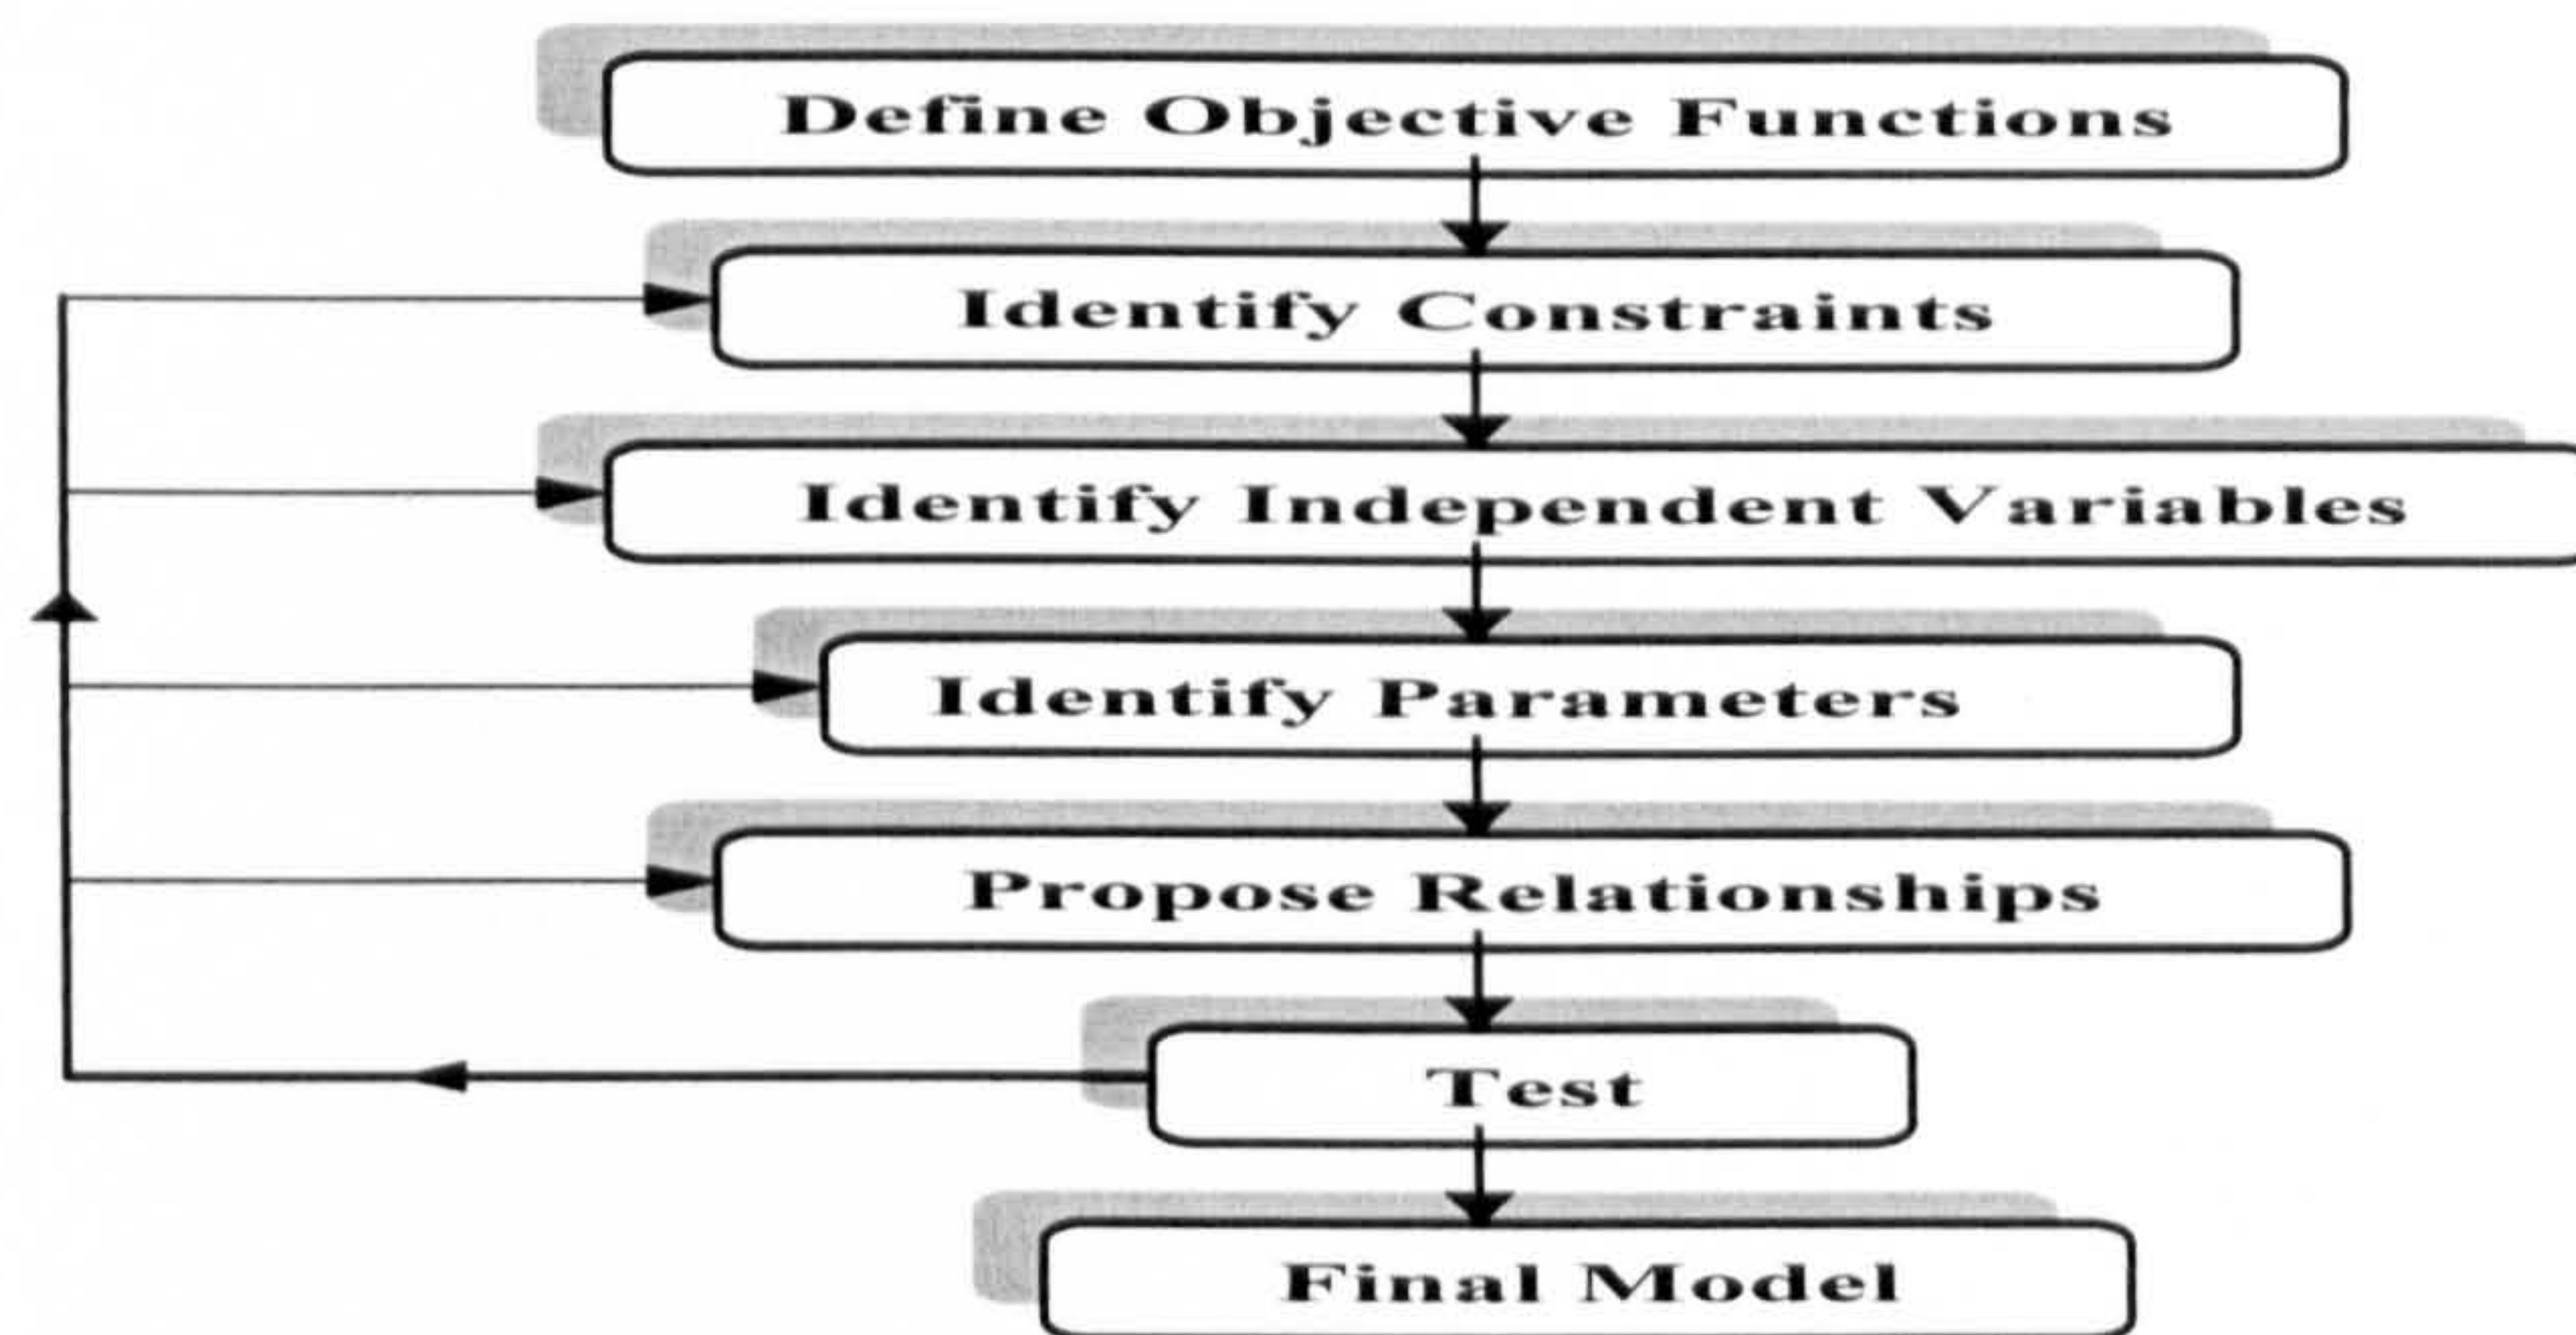 Define Objective Functions
Identify Constraints
Identify Independent Variables
Identify Parameters
Propose Relationships
Test
Final Model